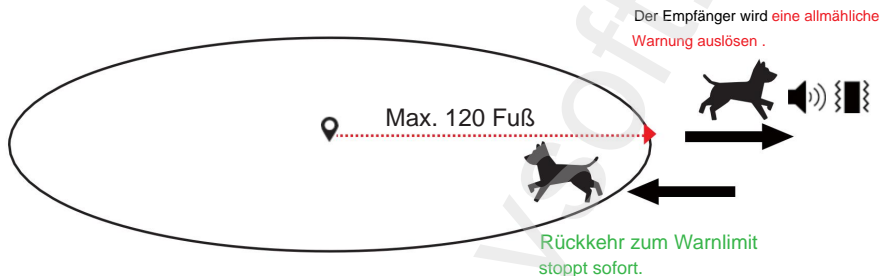 Der Empfänger wird eine allmähliche
Warnung auslösen .
Max. 120 Fuß
Rückkehr zum Warnlimit
stoppt sofort.